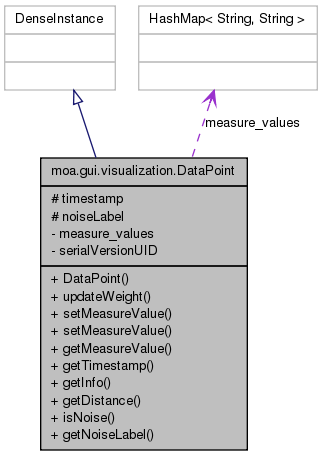 DenseInstance
HashMap< String, String >
measure_values
moa.gui.visualization.DataPoint
# timestamp
# noiseLabel
- measure_values
- serialVersionUID
+ DataPoint()
+ updateWeight()
+ setMeasureValue()
+ setMeasureValue()
+ getMeasureValue()
+ getTimestamp()
+ getInfo()
+ getDistance()
+ isNoise()
+ getNoiseLabel()